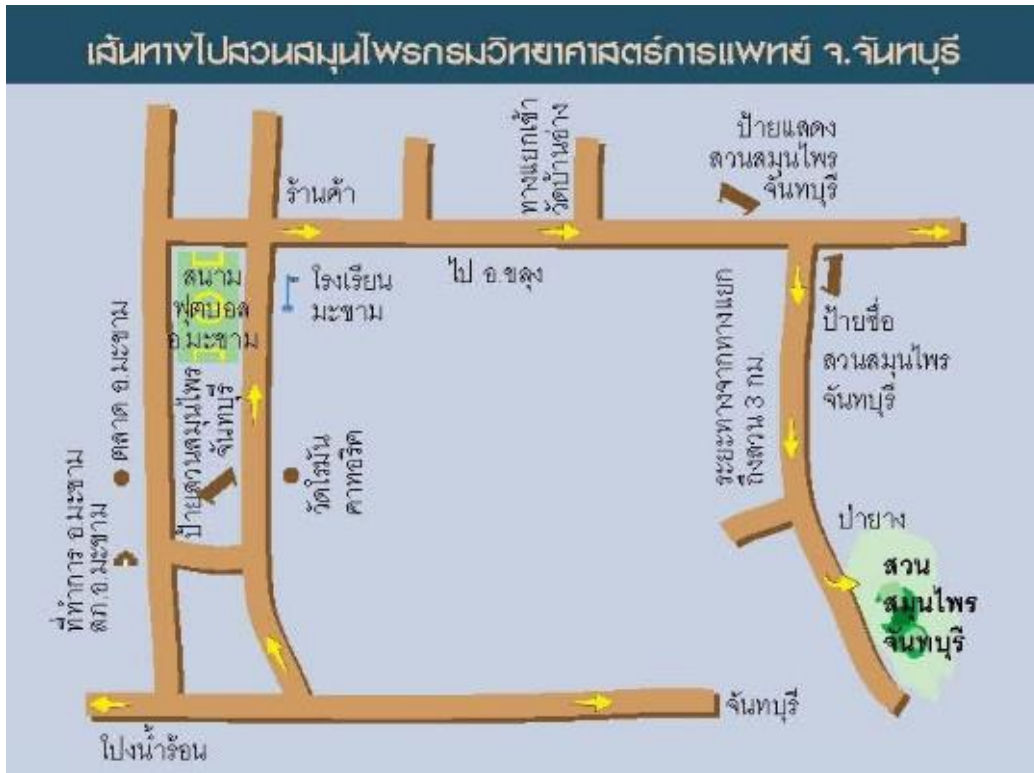 เส้นทางไปสวนสมุนไพรกรมวิทยาศาสตร์การแพทย์ จ.จันทบุรี
ทางแยกเข้า
วัดบ้านอ่าง
ป้ายแสดง
สวนสมุนไพร
จันทบุรี
ร้านค้า
สนาม
ฟุตบอล
อ.มะขาม
โรงเรียน
มะขาม
ไป อ.ขลุง
ป้ายชื่อ
สวนสมุนไพร
จันทบุรี
ระยะทางจากทางแยก
ถึงสวน 3 กม.
ตลาด อ.มะขาม
ป้ายสวนสมุนไพร
จันทบุรี
วัดโรมัน
คาทอริค
ที่ทำการ อ.มะขาม
สภ.อ.มะขาม
ป่ายาง
สวน
สมุนไพร
จันทบุรี
จันทบุรี
โป่งน้ำร้อน